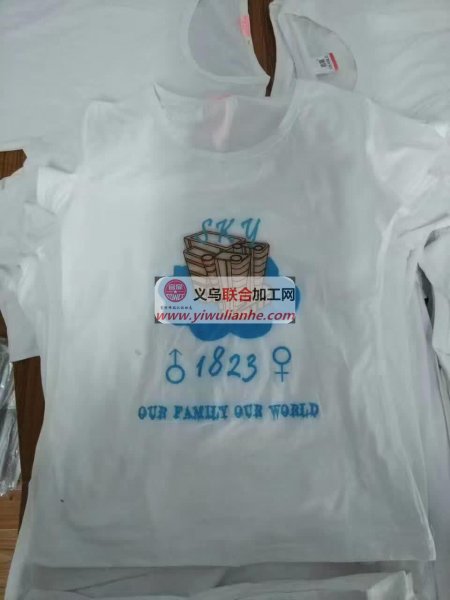 SKY
义乌联合加工网
www.yiwulianhe.com
1823
OUR FAMILY OUR WORLD